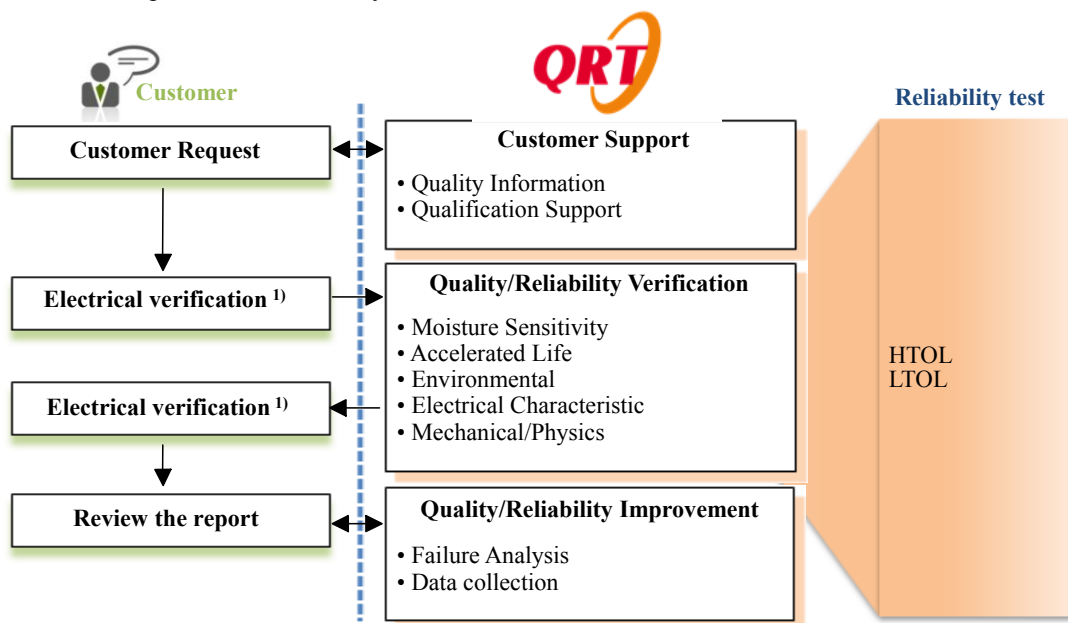 QRT
Customer
Reliability test
Customer Request
Customer Support
• Quality Information
• Qualification Support
Electrical verification 1)
Quality/Reliability Verification
• Moisture Sensitivity
• Accelerated Life
• Environmental
• Electrical Characteristic
• Mechanical/Physics
HTOL
LTOL
Electrical verification 1)
Review the report
Quality/Reliability Improvement
• Failure Analysis
• Data collection